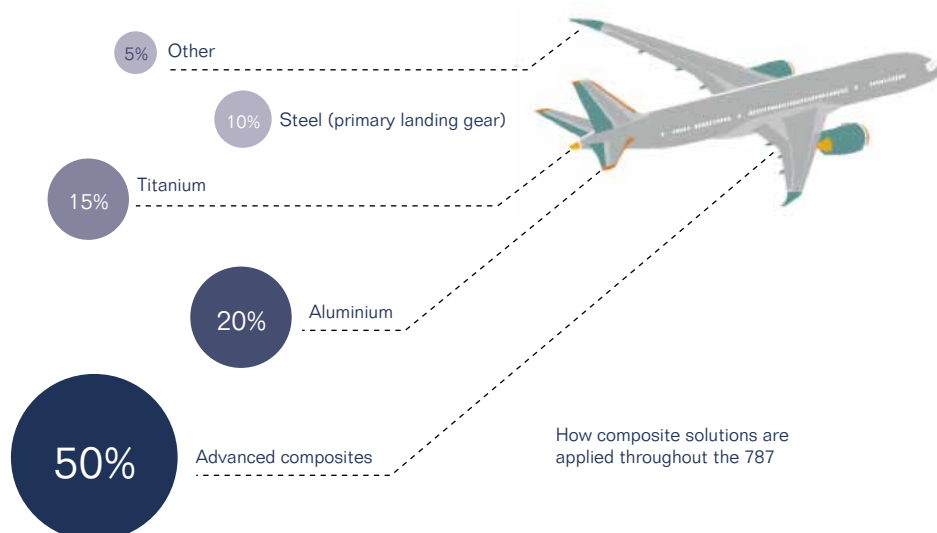 5% Other
10% Steel (primary landing gear)
15% Titanium
20% Aluminium
50% Advanced composites
How composite solutions are
applied throughout the 787